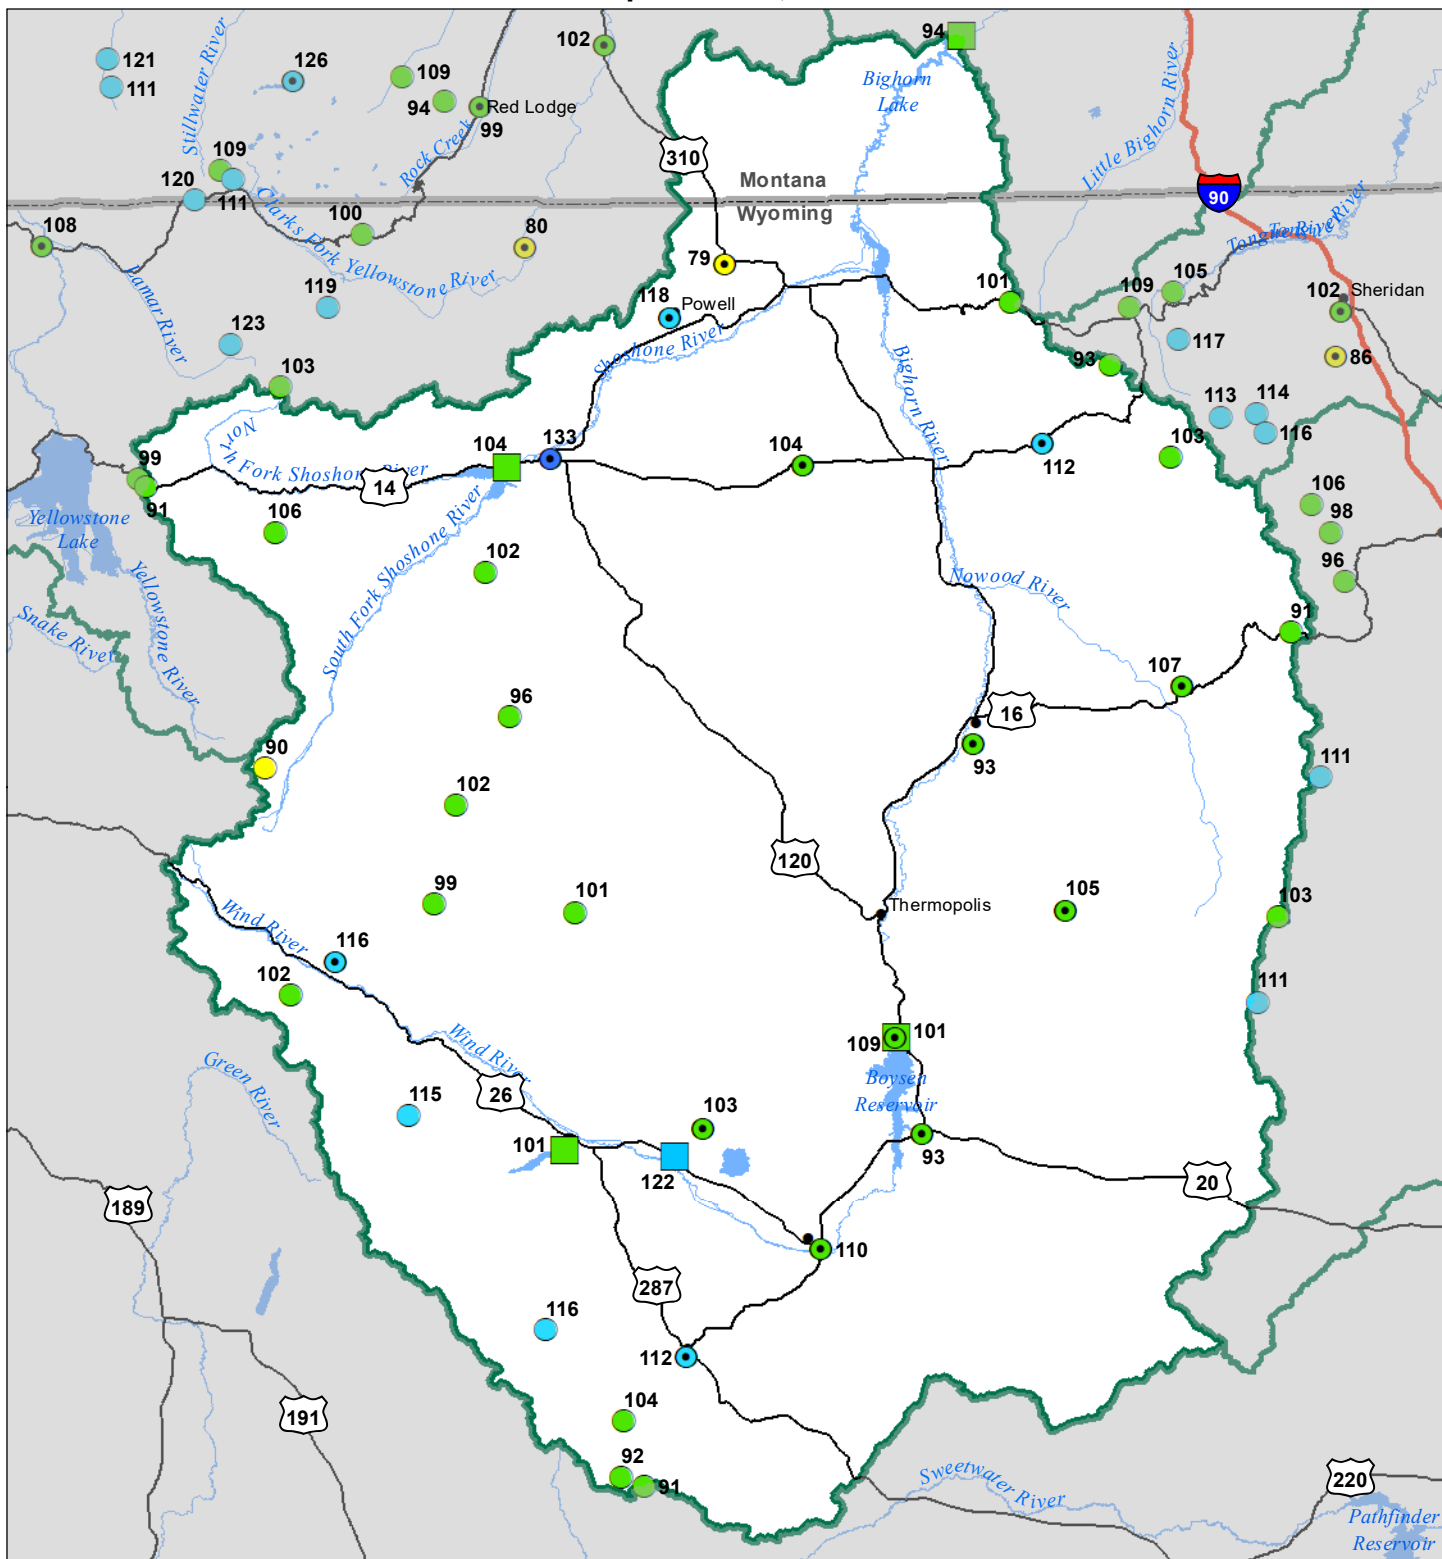 94
102
121
126
109
111
94
Red Lodge
99
Stillwater River
Rock Creek
Bighorn
Lake
Little Bighorn River
310
Montana
Wyoming
90
109
120
111
Clarks Fork Yellowstone River
100
108
80
Tongue River
Tongue River
79
Lamar River
119
118
Powell
Shoshone River
101
109
105
102
Sheridan
117
86
123
103
Bighorn River
93
113
114
116
North Fork Shoshone River
99
91
104
133
14
104
112
103
106
98
96
Yellowstone
Lake
106
102
South Fork Shoshone River
Yellowstone River
Snake River
Nowood River
91
107
96
16
93
90
102
111
120
99
101
Thermopolis
105
103
Wind River
116
102
111
109
101
Boysen
Reservoir
Wind River
Green River
115
26
103
101
122
93
20
189
110
287
116
112
191
104
92
91
Sweetwater River
220
Pathfinder
Reservoir